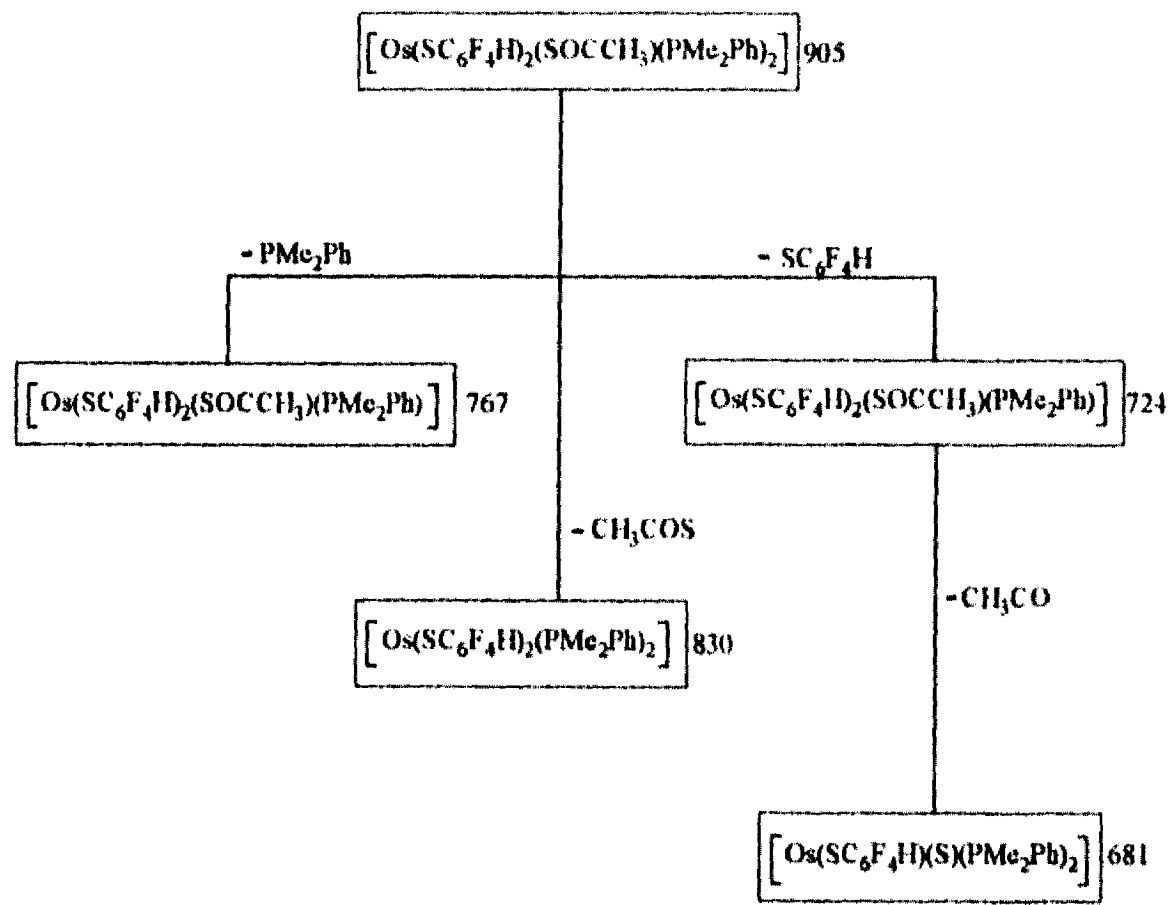 [Os(SC₆F₄H)₂(SOCCH₃)(PMe₂Ph)₂] 905
- PMe₂Ph
- SC₆F₄H
[Os(SC₆F₄H)₂(SOCCH₃)(PMe₂Ph)] 767
[Os(SC₆F₄H)₂(SOCCH₃)(PMe₂Ph)] 724
- CH₃COS
- CH₃CO
[Os(SC₆F₄H)₂(PMe₂Ph)₂] 830
[Os(SC₆F₄H)(S)(PMe₂Ph)₂] 681